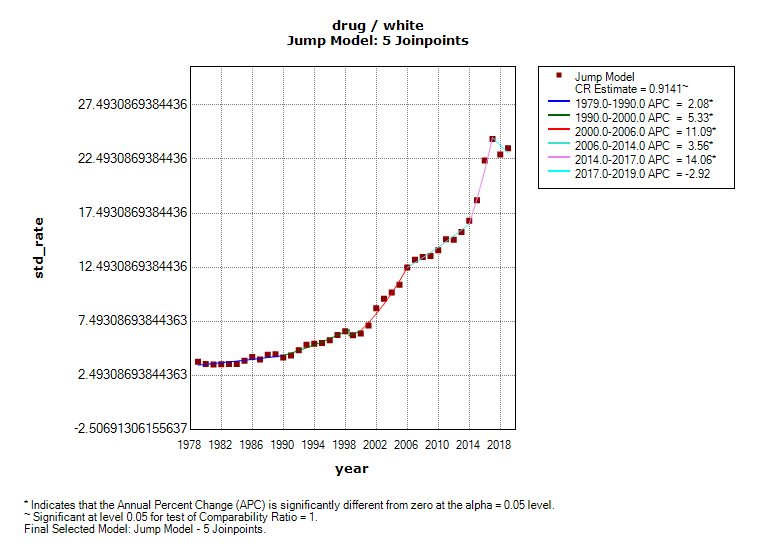 drug / white
Jump Model: 5 Joinpoints
Jump Model
CR Estimate = 0.9141~
1979.0-1990.0 APC = 2.08*
1990.0-2000.0 APC = 5.33*
2000.0-2006.0 APC = 11.09*
2006.0-2014.0 APC = 3.56*
2014.0-2017.0 APC = 14.06*
2017.0-2019.0 APC = -2.92
27.4930869384436
22.4930869384436
17.4930869384436
12.4930869384436
7.49308693844363
2.49308693844363
-2.50691306155637
std_rate
1978 1982 1986 1990 1994 1998 2002 2006 2010 2014 2018
year
* Indicates that the Annual Percent Change (APC) is significantly different from zero at the alpha = 0.05 level.
~ Significant at level 0.05 for test of Comparability Ratio = 1.
Final Selected Model: Jump Model - 5 Joinpoints.